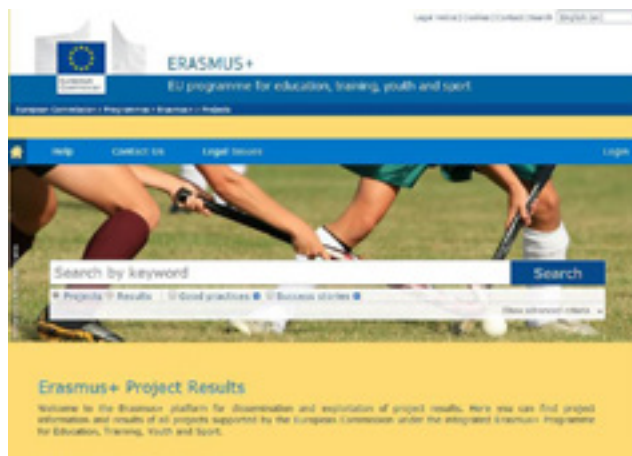 Legal notice | Cookies | Contact | Search English (en)
European
Commission
ERASMUS+
EU programme for education, training, youth and sport
European Commission > Programmes > Erasmus+ > Projects
Help Contact Us Legal Issues Login
Search by keyword Search
Projects Results Good practices Success stories
Show advanced criteria
Erasmus+ Project Results
Welcome to the Erasmus+ platform for dissemination and exploitation of project results. Here you can find project
information and results of all projects supported by the European Commission under the integrated Erasmus+ Programme
for Education, Training, Youth and Sport.